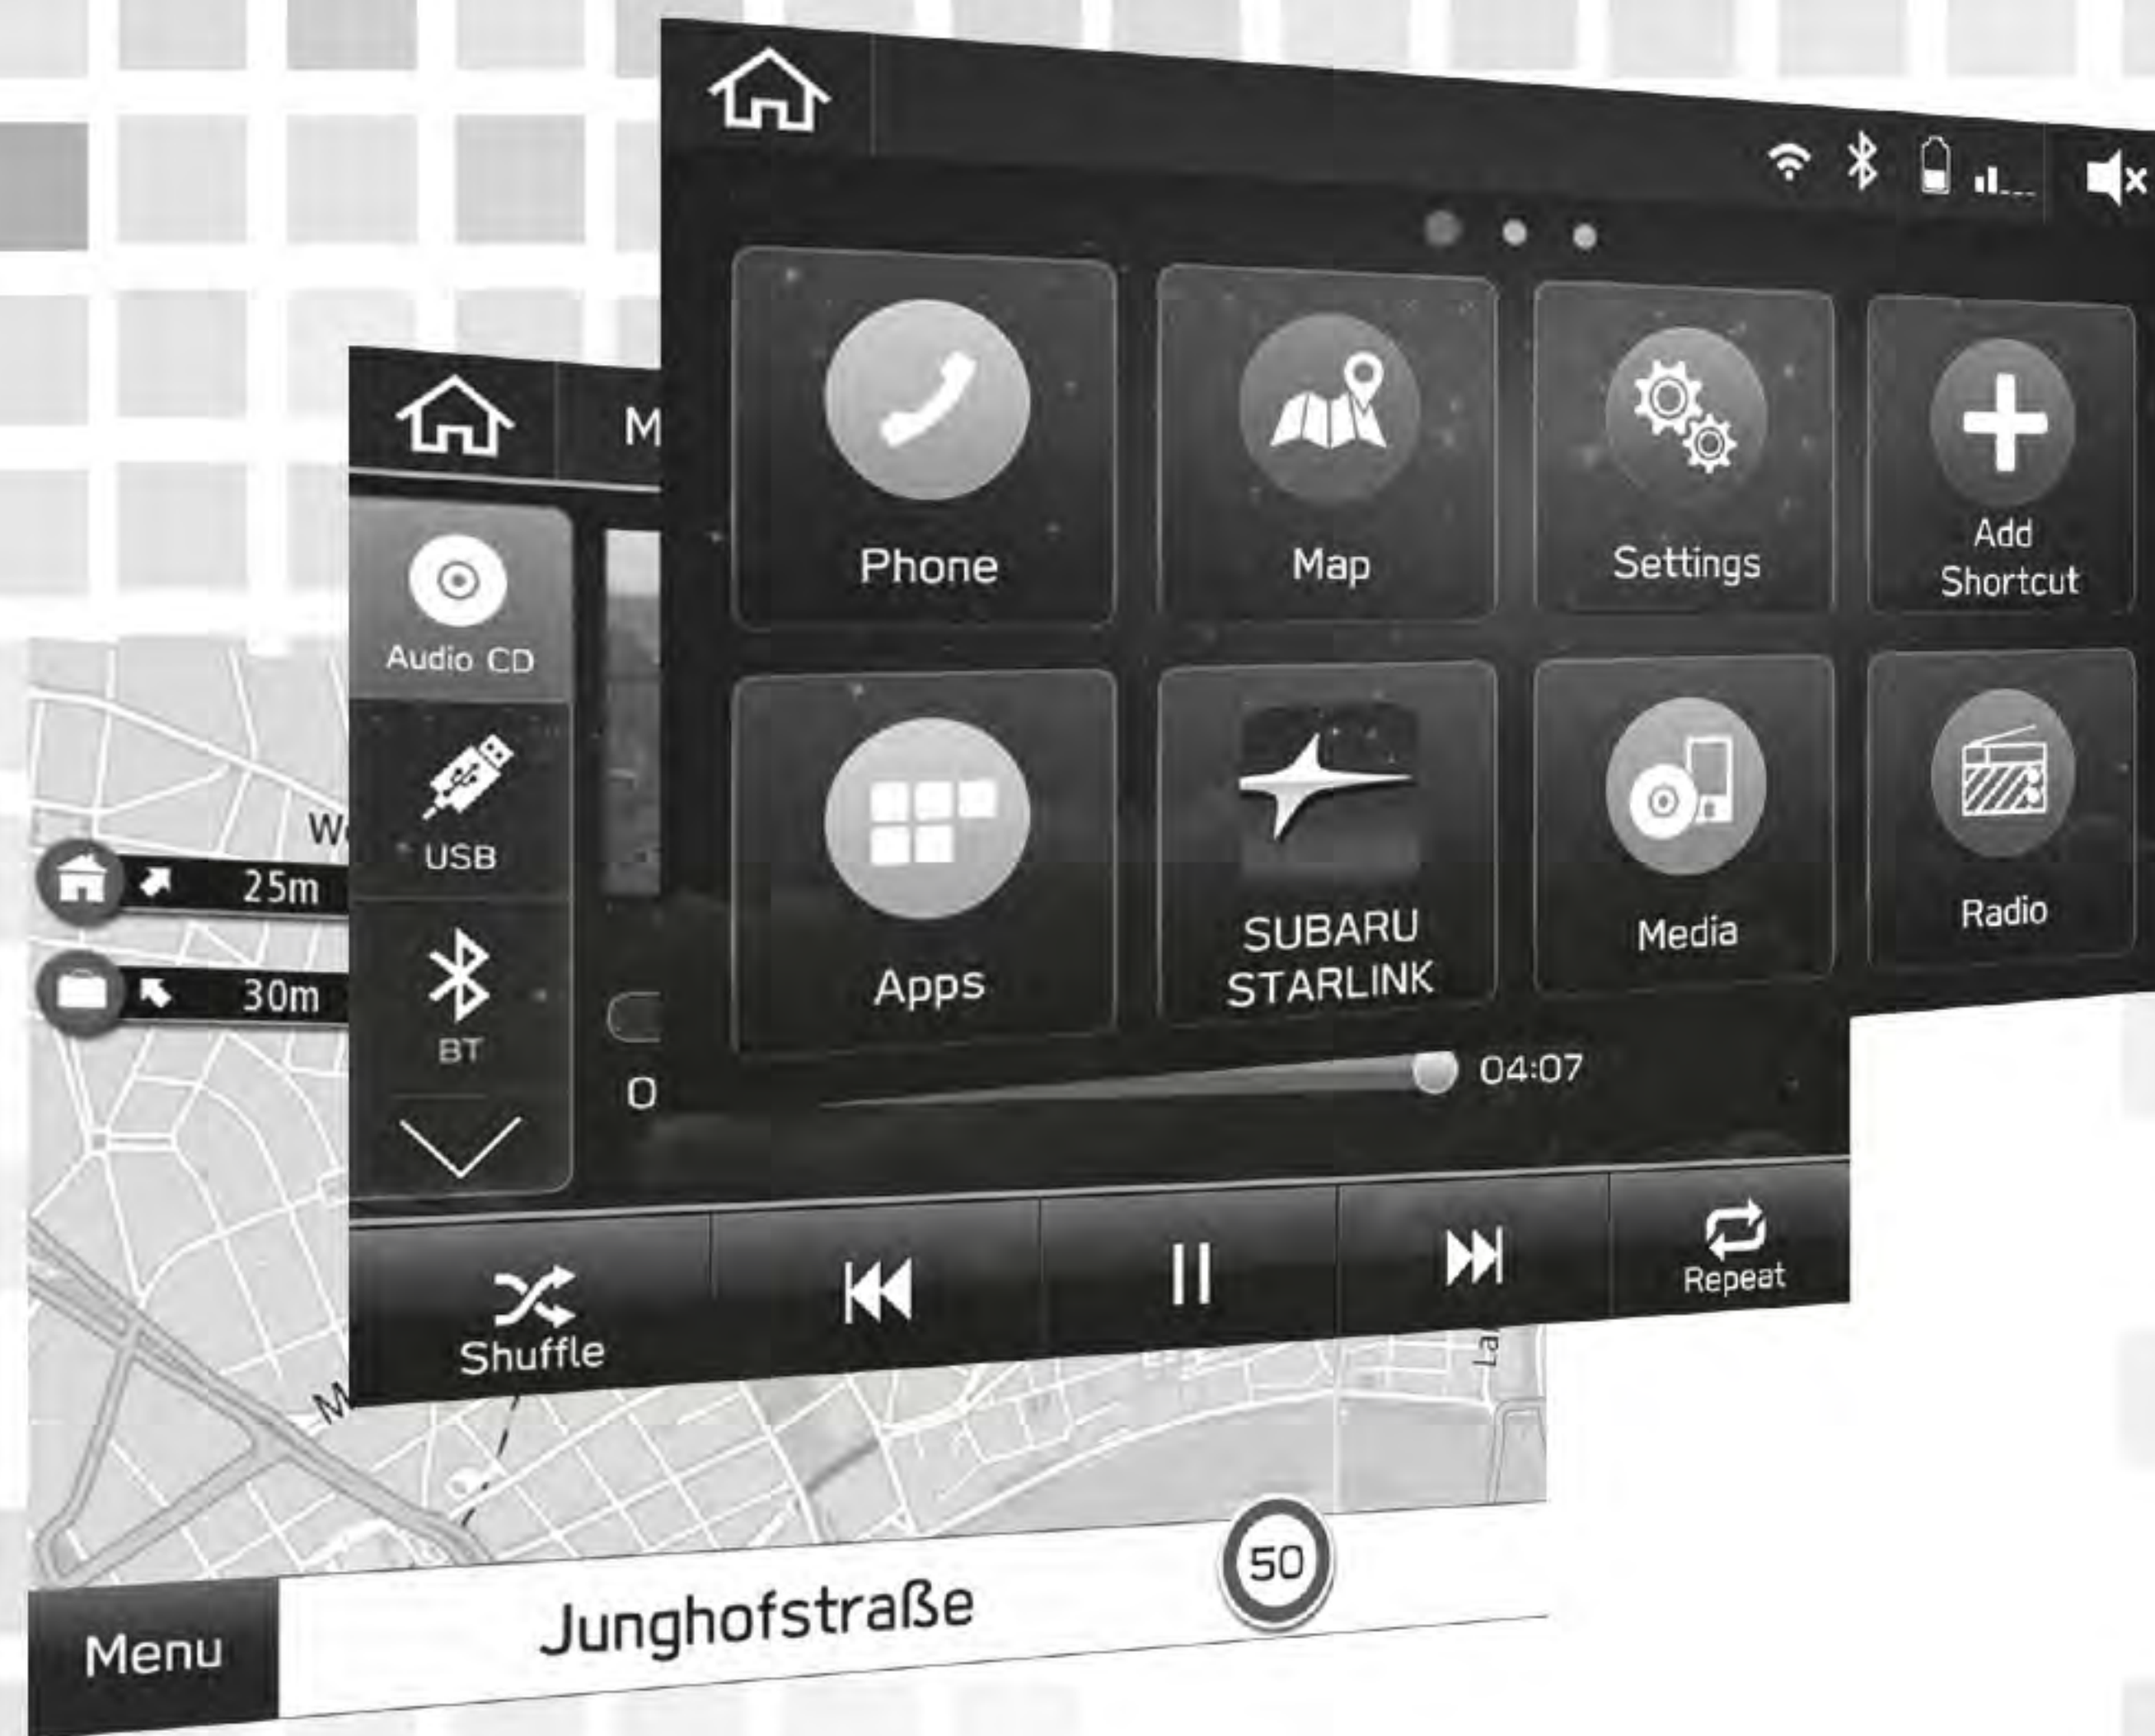 Phone
Map
Settings
Add
Shortcut
Apps
SUBARU
STARLINK
Media
Radio
Audio CD
USB
BT
04:07
Shuffle
Repeat
25m
30m
Menu
Junghofstraße
50